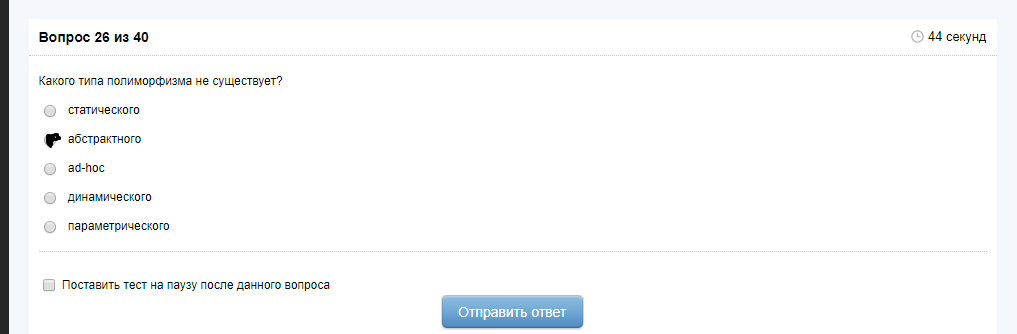 Вопрос 26 из 40
44 секунд
Какого типа полиморфизма не существует?
статического
абстрактного
ad-hoc
динамического
параметрического
Поставить тест на паузу после данного вопроса
Отправить ответ